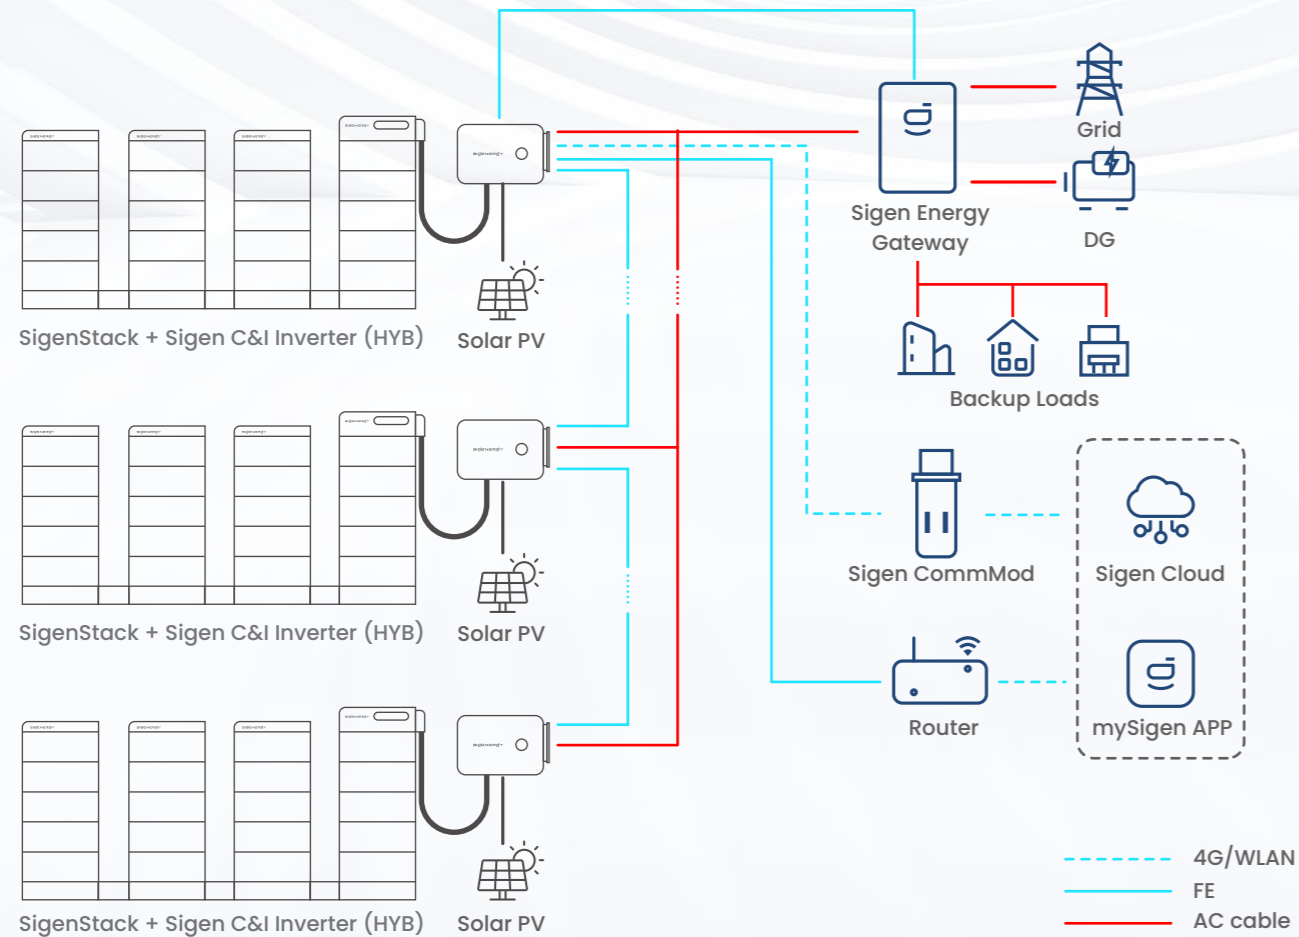 Grid
Sigen Energy
Gateway
DG
SigenStack + Sigen C&I Inverter (HYB)
Solar PV
Backup Loads
Sigen CommMod
Sigen Cloud
SigenStack + Sigen C&I Inverter (HYB)
Solar PV
Router
mySigen APP
4G/WLAN
FE
SigenStack + Sigen C&I Inverter (HYB)
Solar PV
AC cable